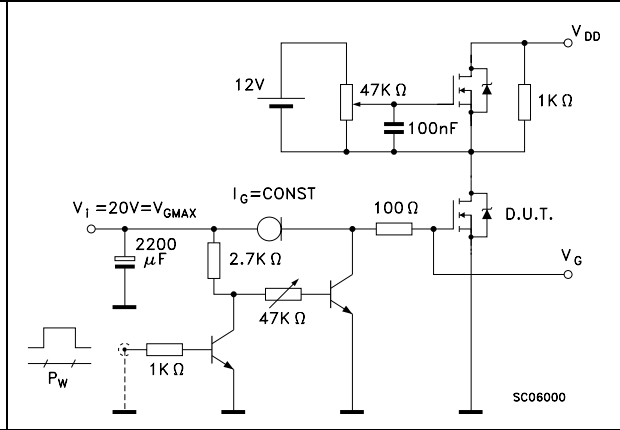 V DD
12V
47K Ω
1K Ω
100nF
I G =CONST
V i =20V=V GMAX
100 Ω
D.U.T.
2200
μF
2.7K Ω
V G
47K Ω
1K Ω
P W
SC06000